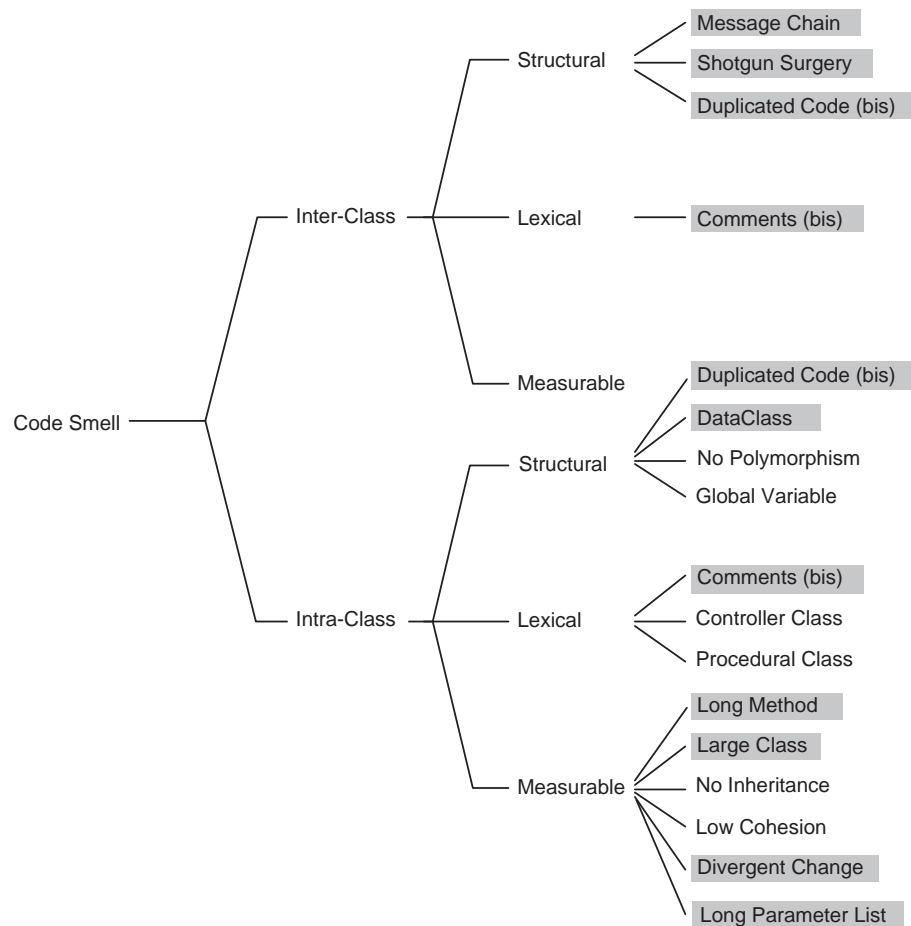 Message Chain
Structural
Shotgun Surgery
Duplicated Code (bis)
Inter-Class
Lexical
Comments (bis)
Measurable
Duplicated Code (bis)
Code Smell
DataClass
Structural
No Polymorphism
Global Variable
Comments (bis)
Intra-Class
Lexical
Controller Class
Procedural Class
Long Method
Large Class
Measurable
No Inheritance
Low Cohesion
Divergent Change
Long Parameter List